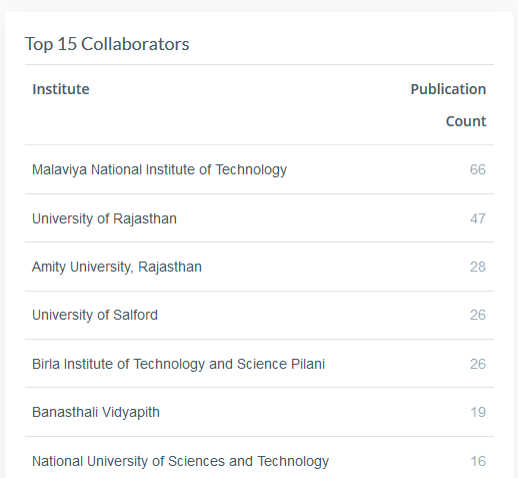 Top 15 Collaborators
Institute Publication
Count
Malaviya National Institute of Technology 66
University of Rajasthan 47
Amity University, Rajasthan 28
University of Salford 26
Birla Institute of Technology and Science Pilani 26
Banasthali Vidyapith 19
National University of Sciences and Technology 16